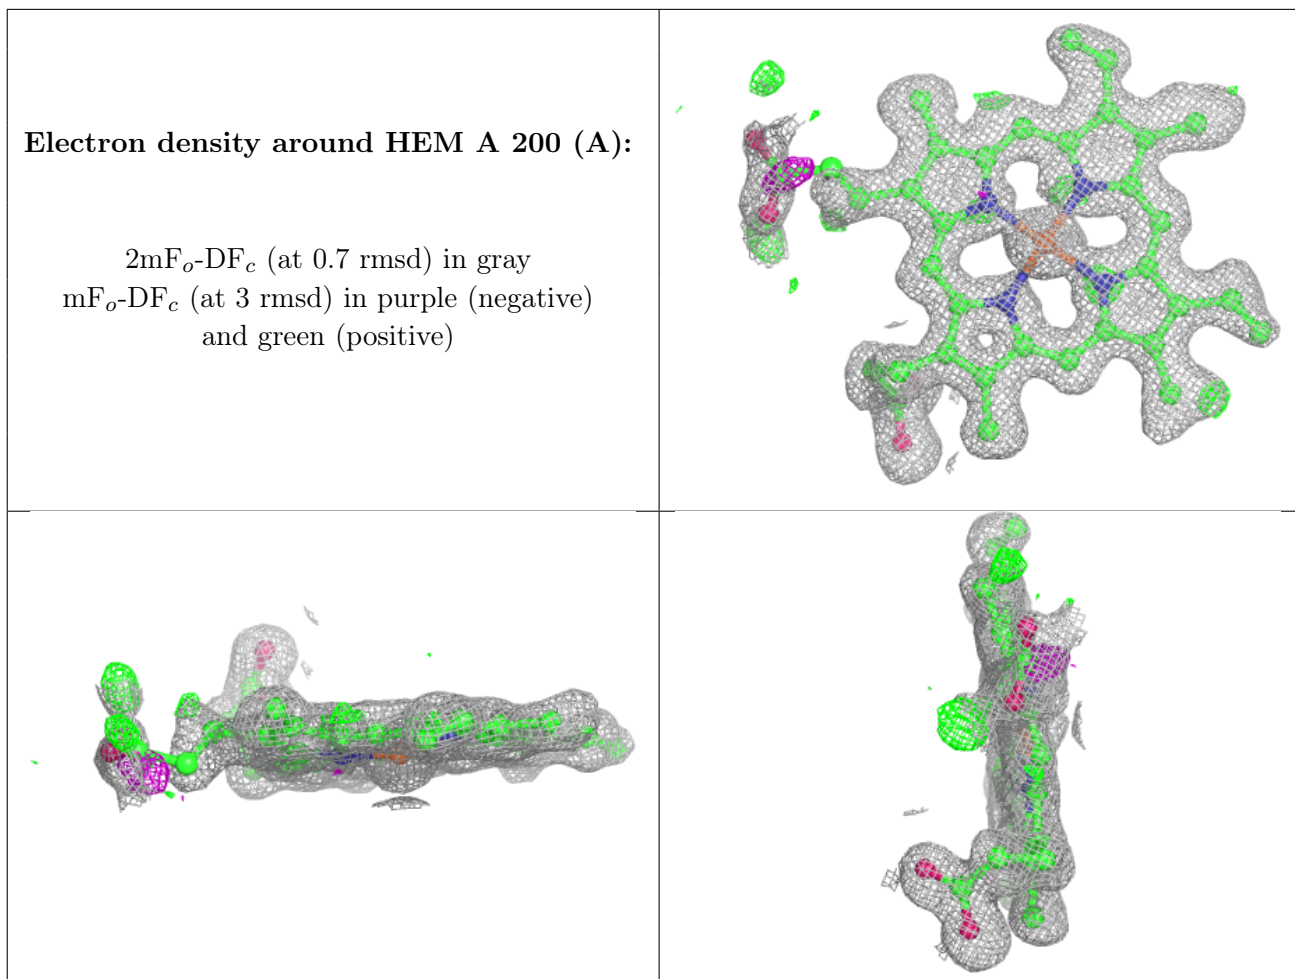 Electron density around HEM A 200 (A):
2mFₒ-DF𝒸 (at 0.7 rmsd) in gray
mFₒ-DF𝒸 (at 3 rmsd) in purple (negative)
and green (positive)